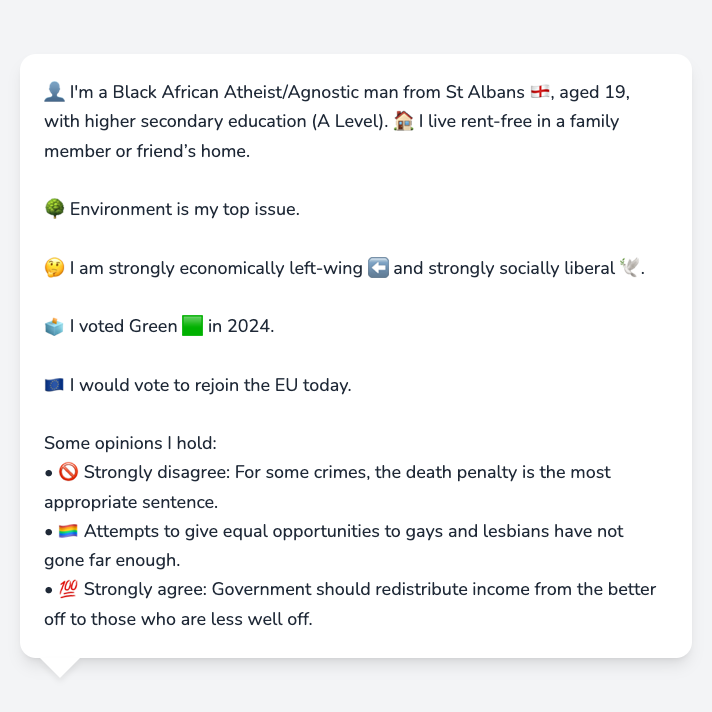 👤 I'm a Black African Atheist/Agnostic man from St Albans 🏴󠁧󠁢󠁥󠁮󠁧󠁿, aged 19,
with higher secondary education (A Level). 🏠 I live rent-free in a family
member or friend’s home.
🌳 Environment is my top issue.
🤔 I am strongly economically left-wing ⬅️ and strongly socially liberal 🕊️.
🗳️ I voted Green 🟩 in 2024.
🇪🇺 I would vote to rejoin the EU today.
Some opinions I hold:
• 🚫 Strongly disagree: For some crimes, the death penalty is the most
appropriate sentence.
• 🏳️‍🌈 Attempts to give equal opportunities to gays and lesbians have not
gone far enough.
• 💯 Strongly agree: Government should redistribute income from the better
off to those who are less well off.